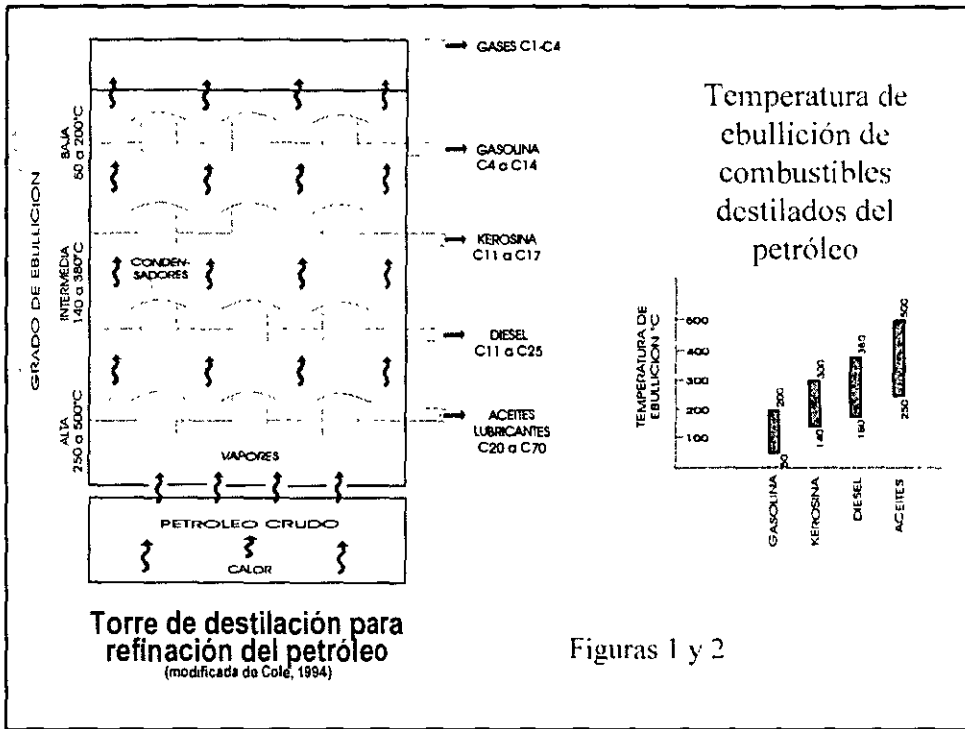 GASES C1-C4
GRADO DE EBULLICION
BAJA
60 a 200°C
GASOLINA
C4 a C14
INTERMEDIA
140 a 380°C
KEROSINA
C11 a C17
CONDEN-
SADORES
DIESEL
C11 a C25
ALTA
250 a 500°C
ACEITES
LUBRICANTES
C20 a C70
VAPORES
PETROLEO CRUDO
CALOR
Torre de destilación para
refinación del petróleo
(modificada de Cole, 1994)
Temperatura de
ebullición de
combustibles
destilados del
petróleo
TEMPERATURA DE
EBULLICION °C
600
400
300
200
100
200
140
300
180
380
250
500
GASOLINA
KEROSINA
DIESEL
ACEITES
Figuras 1 y 2